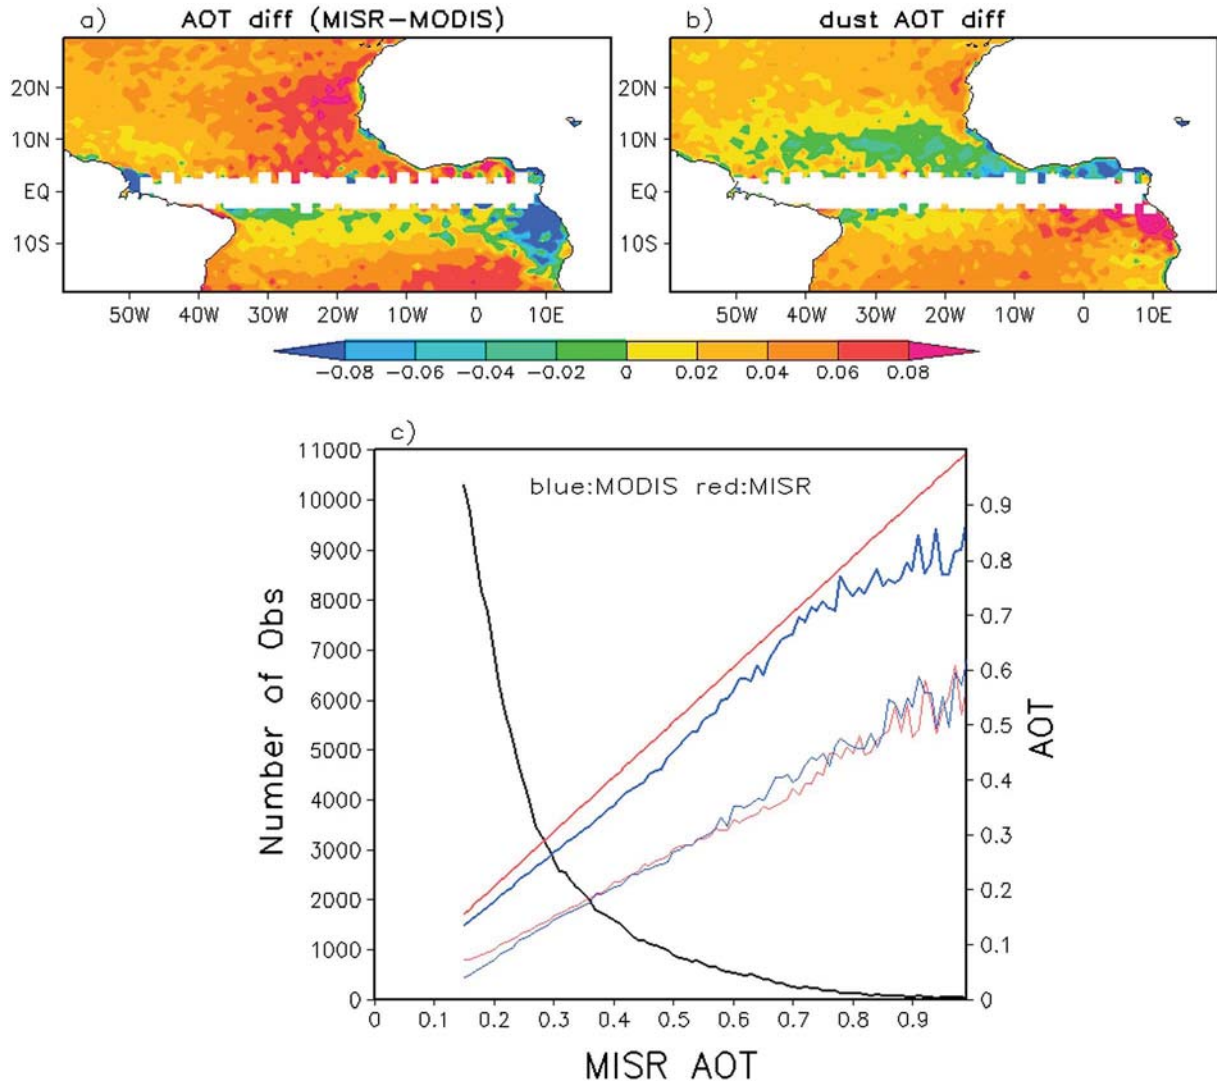 a) AOT diff (MISR−MODIS)
b) dust AOT diff
20N
10N
EQ
10S
50W 40W 30W 20W 10W 0 10E
20N
10N
EQ
10S
50W 40W 30W 20W 10W 0 10E
−0.08 −0.06 −0.04 −0.02 0 0.02 0.04 0.06 0.08
c)
blue:MODIS red:MISR
Number of Obs
11000
10000
9000
8000
7000
6000
5000
4000
3000
2000
1000
0
0.9
0.8
0.7
0.6
0.5
0.4
0.3
0.2
0.1
0
AOT
0 0.1 0.2 0.3 0.4 0.5 0.6 0.7 0.8 0.9
MISR AOT